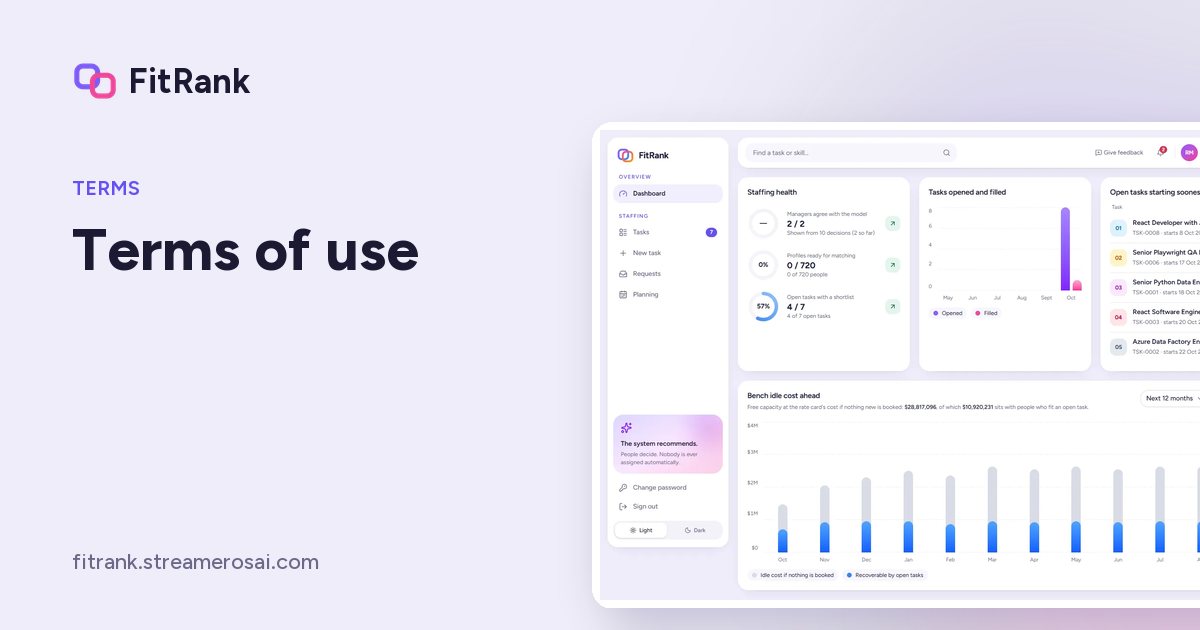 FitRank
TERMS
Terms of use
fitrank.streamerosai.com
FitRank
OVERVIEW
Dashboard
STAFFING
Tasks
7
New task
Requests
Planning
The system recommends.
People decide. Nobody is ever
assigned automatically.
Change password
Sign out
Light
Dark
Find a task or skill...
Give feedback
2
RM
Staffing health
—
Managers agree with the model
2 / 2
Shown from 10 decisions (2 so far)
0%
Profiles ready for matching
0 / 720
0 of 720 people
57%
Open tasks with a shortlist
4 / 7
4 of 7 open tasks
Tasks opened and filled
8
6
4
2
0
May Jun Jul Aug Sept Oct
Opened Filled
Open tasks starting soones
Task
01
React Developer with
TSK-0008 · starts 8 Oct 2
02
Senior Playwright QA
TSK-0006 · starts 17 Oct 2
03
Senior Python Data En
TSK-0001 · starts 18 Oct 2
04
React Software Engine
TSK-0003 · starts 20 Oct
05
Azure Data Factory En
TSK-0002 · starts 22 Oct 2
Bench idle cost ahead
Free capacity at the rate card's cost if nothing new is booked: $28,817,096, of which $10,920,231 sits with people who fit an open task.
Next 12 months
$4M
$3M
$2M
$1M
$0
Oct Nov Dec Jan Feb Mar Apr May Jun Jul
Idle cost if nothing is booked Recoverable by open tasks